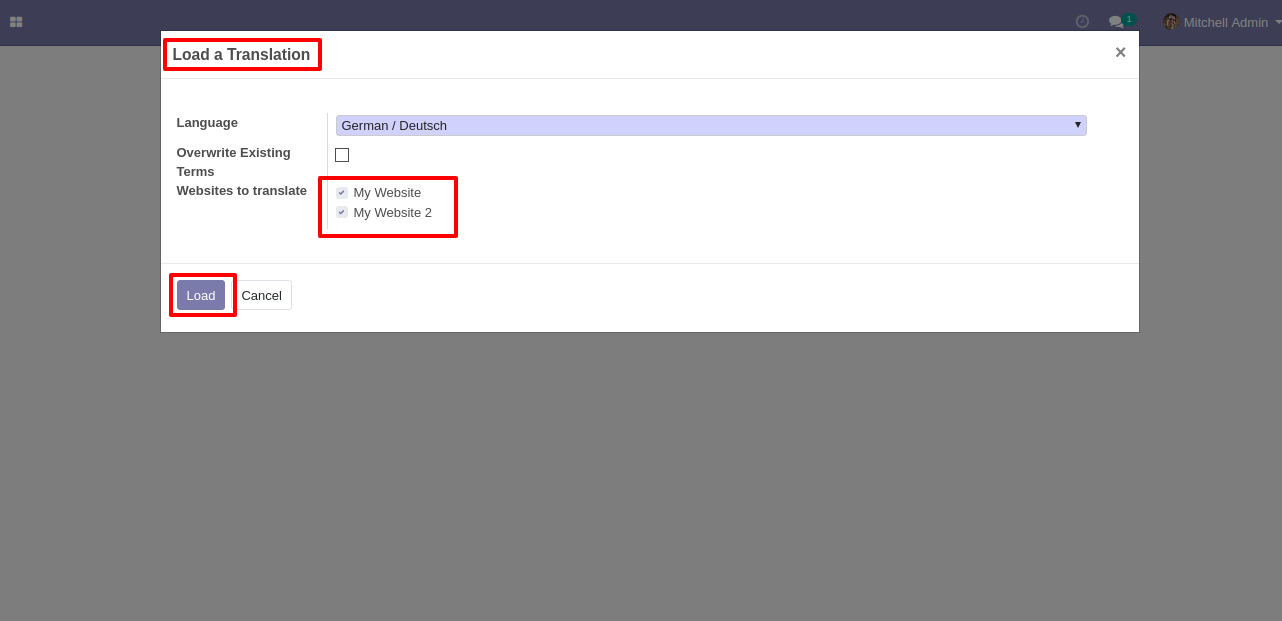 1 Mitchell Admin
Load a Translation ×
Language German / Deutsch
Overwrite Existing
Terms
Websites to translate My Website
My Website 2
Load Cancel